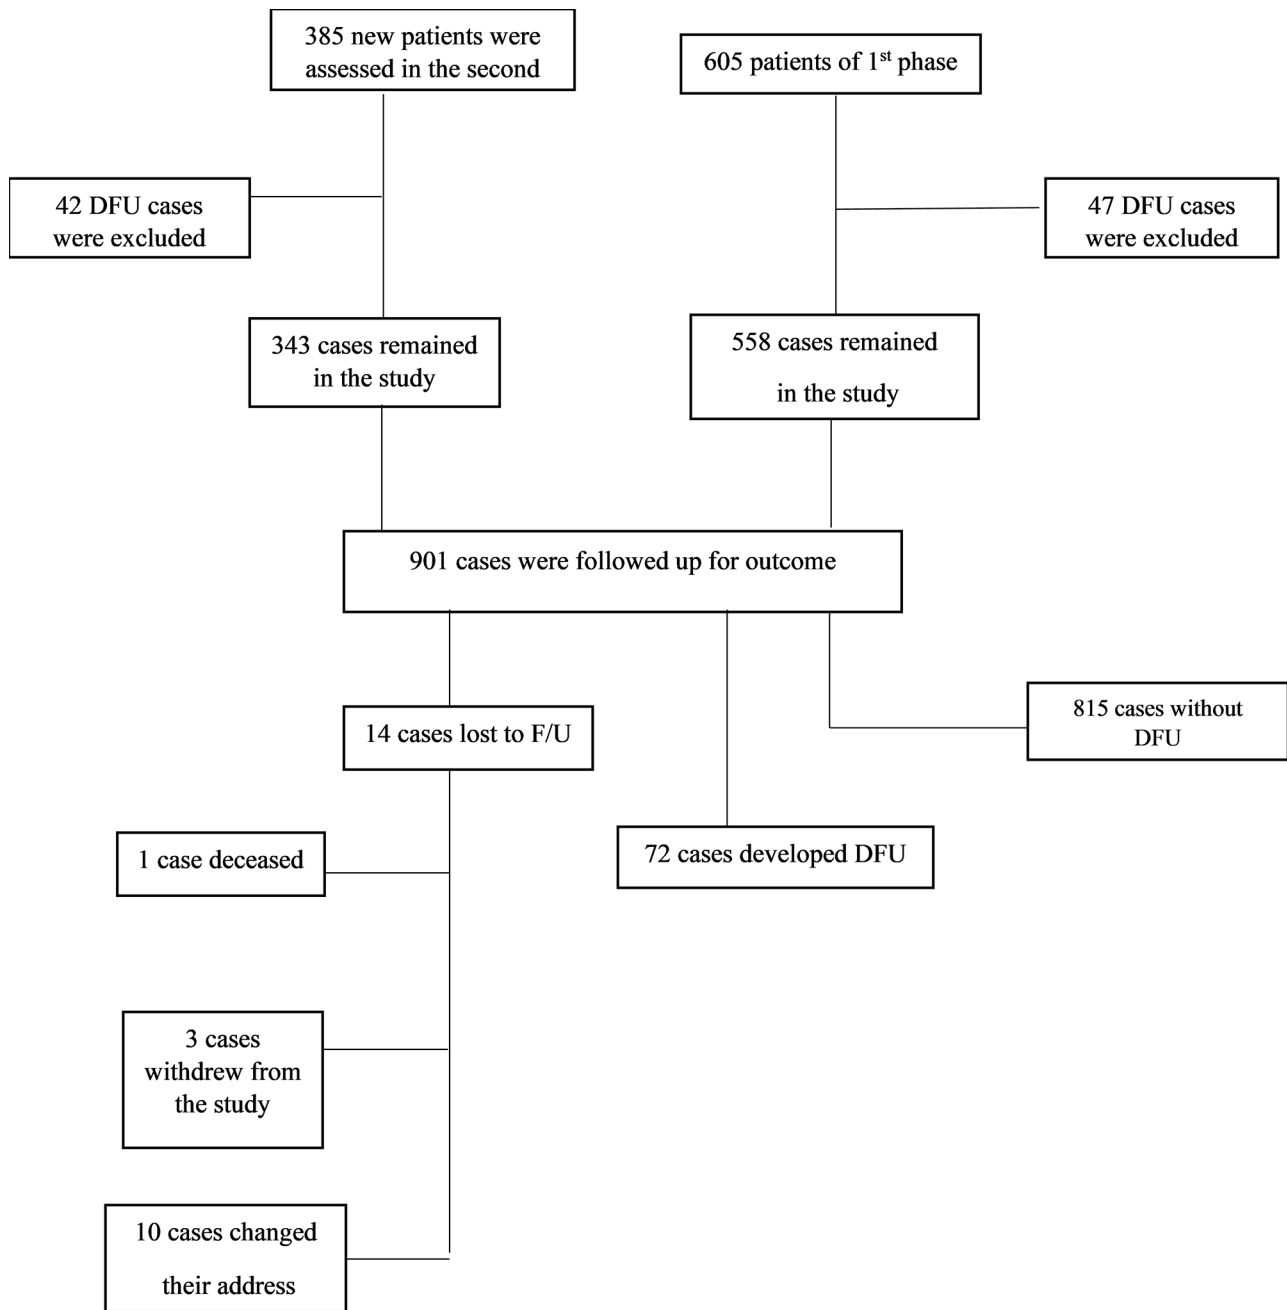 385 new patients were
assessed in the second
605 patients of 1st phase
42 DFU cases
were excluded
47 DFU cases
were excluded
343 cases remained
in the study
558 cases remained
in the study
901 cases were followed up for outcome
14 cases lost to F/U
815 cases without
DFU
1 case deceased
72 cases developed DFU
3 cases
withdrew from
the study
10 cases changed
their address